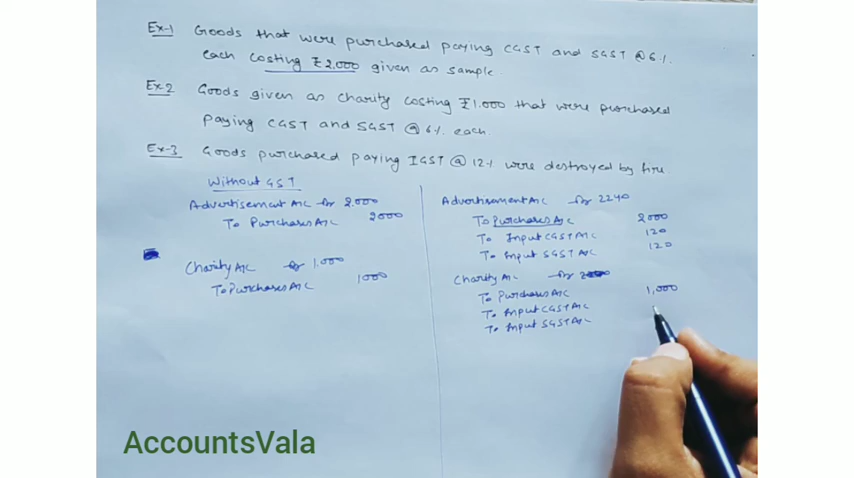 Ex-1 Goods that were purchased paying CGST and SGST @ 6%
each costing ₹2,000 given as sample.
Ex-2 Goods given as charity costing ₹1,000 that were purchased
paying CGST and SGST @ 6% each.
Ex-3 Goods purchased paying IGST @ 12% were destroyed by fire.
Without GST
Advertisement A/c Dr 2,000
To Purchases A/c 2000
Charity A/c Dr 1,000
To Purchases A/c 1000
Advertisement A/c Dr 2240
To Purchases A/c 2000
To Input CGST A/c 120
To Input SGST A/c 120
Charity A/c Dr
To Purchases A/c 1,000
To Input CGST A/c
To Input SGST A/c
AccountsVala